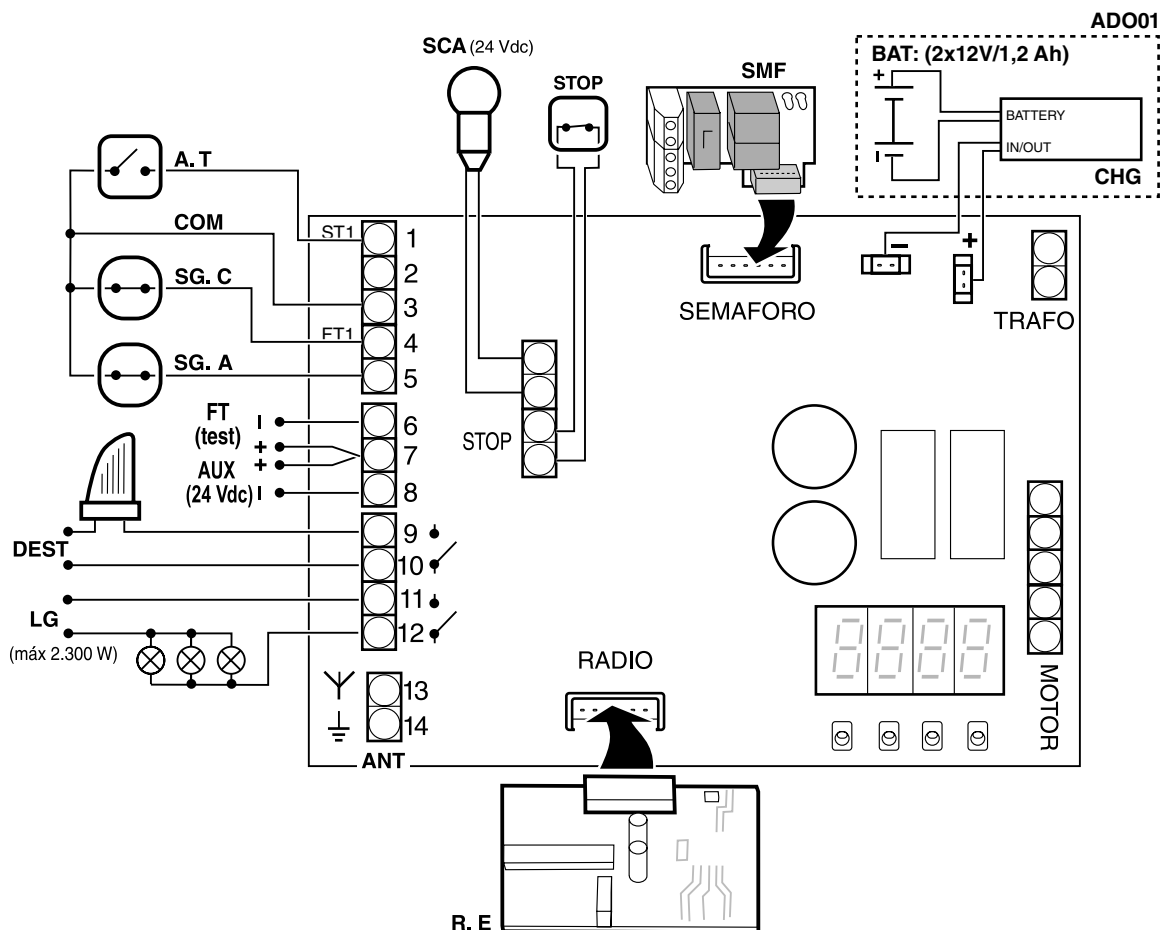 ADO01
SCA (24 Vdc)
BAT: (2x12V/1,2 Ah)
STOP
SMF
+
BATTERY
IN/OUT
CHG
A. T
COM
ST1
1
2
3
SG. C
FT1
4
SG. A
5
-
+
SEMAFORO
TRAFO
FT
(test)
I
+
6
7
AUX
(24 Vdc)
+
I
8
STOP
DEST
9
10
11
LG
(máx 2.300 W)
12
13
14
ANT
RADIO
MOTOR
8888
R. E